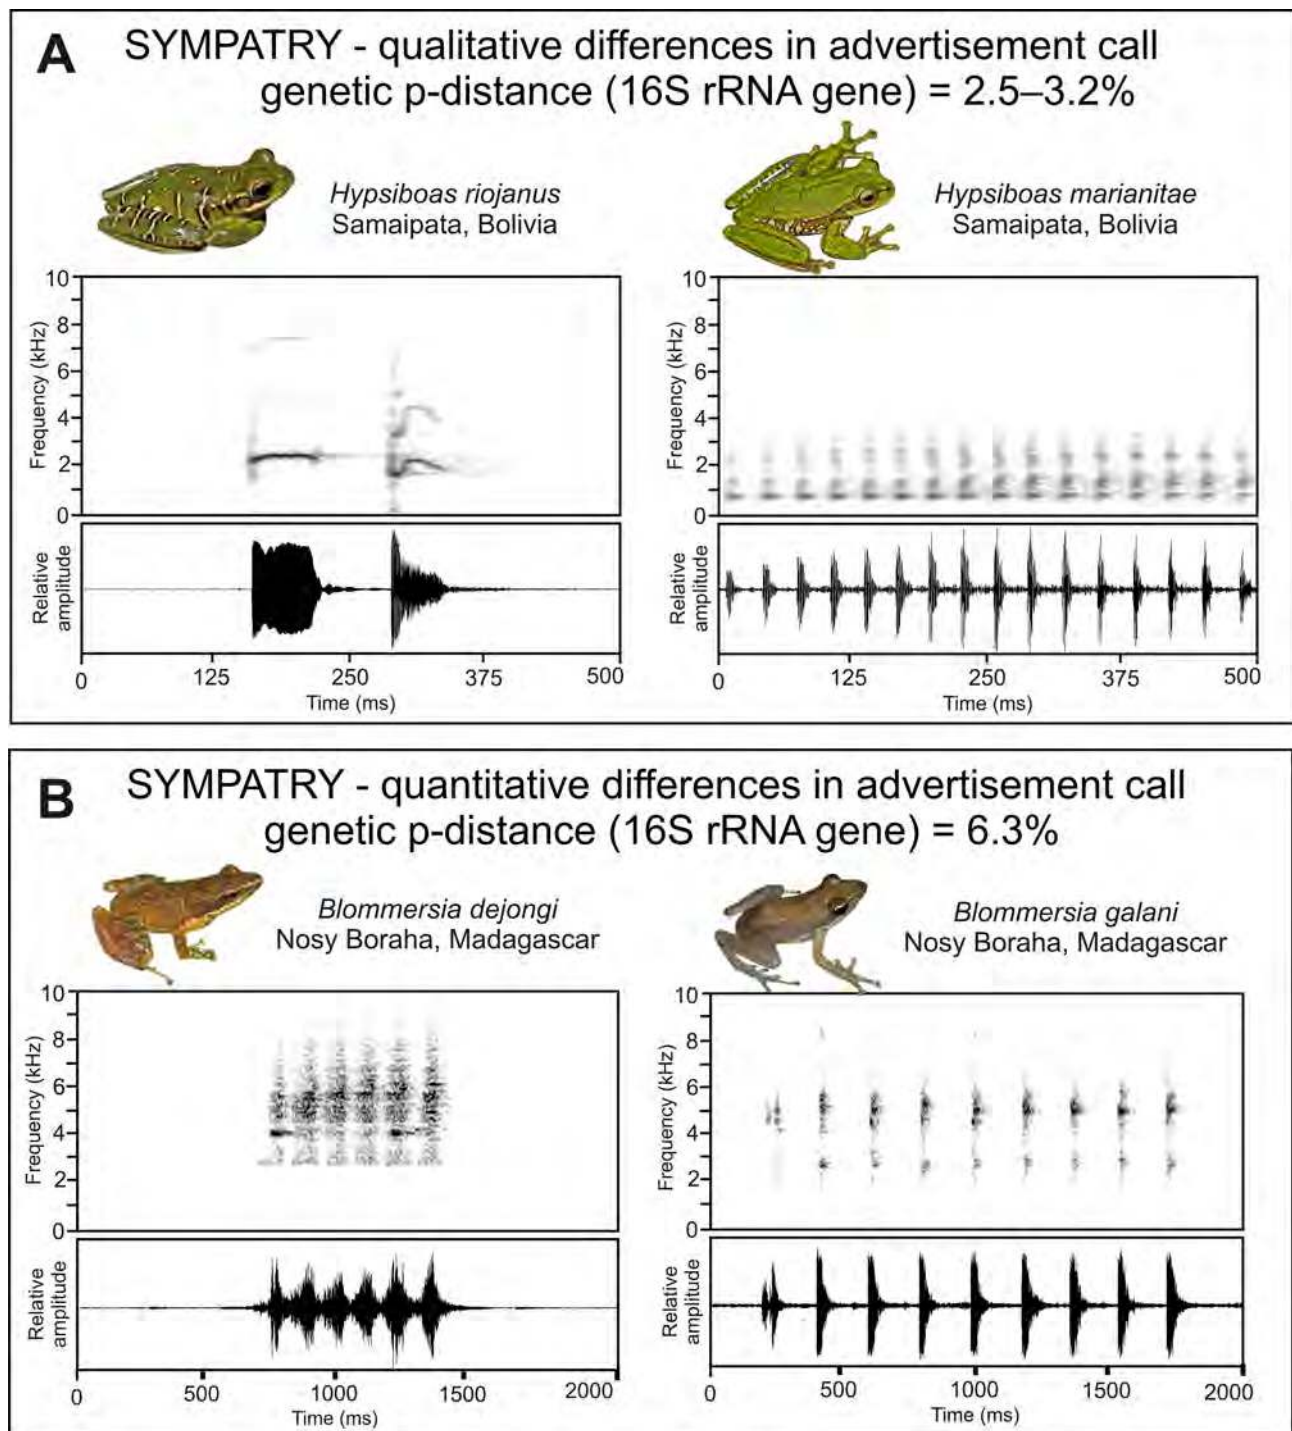 A
SYMPATRY - qualitative differences in advertisement call
genetic p-distance (16S rRNA gene) = 2.5–3.2%
Hypsiboas riojanus
Samaipata, Bolivia
Hypsiboas marianitae
Samaipata, Bolivia
Frequency (kHz)
10
8
6
4
2
0
Relative
amplitude
0
125
250
375
500
Time (ms)
Frequency (kHz)
10
8
6
4
2
0
Relative
amplitude
0
125
250
375
500
Time (ms)
B
SYMPATRY - quantitative differences in advertisement call
genetic p-distance (16S rRNA gene) = 6.3%
Blommersia dejongi
Nosy Boraha, Madagascar
Blommersia galani
Nosy Boraha, Madagascar
Frequency (kHz)
10
8
6
4
2
0
Relative
amplitude
0
500
1000
1500
2000
Time (ms)
Frequency (kHz)
10
8
6
4
2
0
Relative
amplitude
0
500
1000
1500
2000
Time (ms)